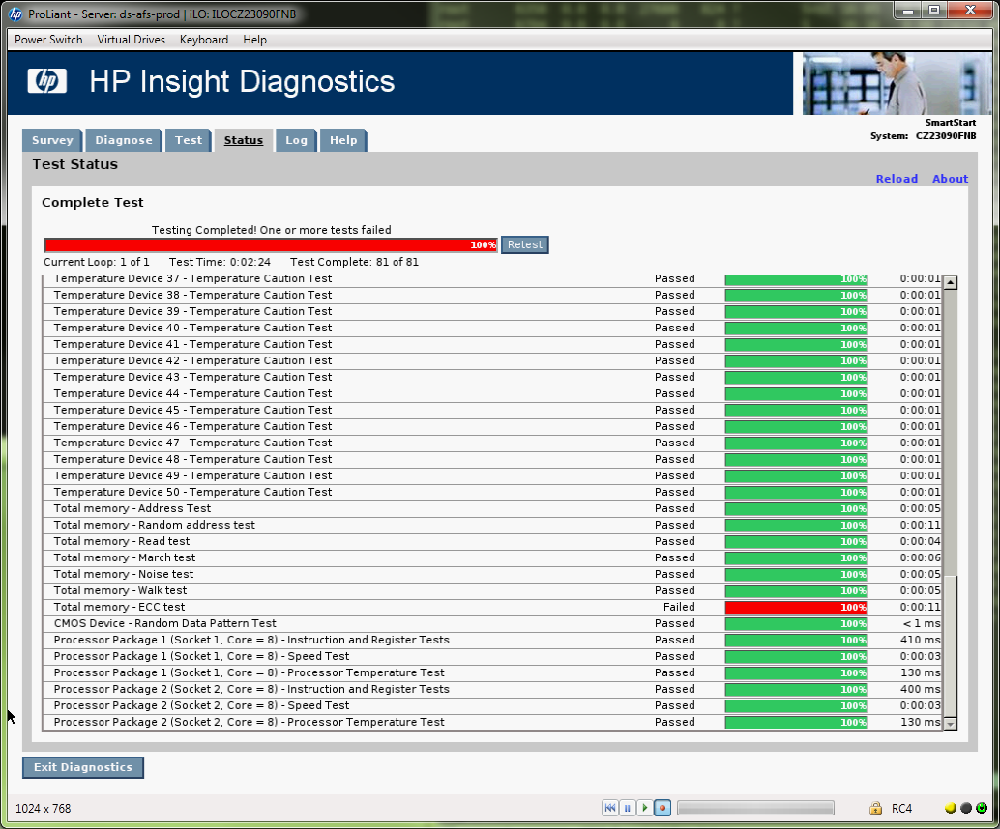 ProLiant - Server: ds-afs-prod | iLO: ILOCZ23090FNB
Power Switch Virtual Drives Keyboard Help
hp HP Insight Diagnostics
SmartStart
System: CZ23090FNB
Survey Diagnose Test Status Log Help
Test Status
Reload About
Complete Test
Testing Completed! One or more tests failed
100% Retest
Current Loop: 1 of 1 Test Time: 0:02:24 Test Complete: 81 of 81
Temperature Device 37 - Temperature Caution Test Passed 100% 0:00:01
Temperature Device 38 - Temperature Caution Test Passed 100% 0:00:01
Temperature Device 39 - Temperature Caution Test Passed 100% 0:00:01
Temperature Device 40 - Temperature Caution Test Passed 100% 0:00:01
Temperature Device 41 - Temperature Caution Test Passed 100% 0:00:01
Temperature Device 42 - Temperature Caution Test Passed 100% 0:00:01
Temperature Device 43 - Temperature Caution Test Passed 100% 0:00:01
Temperature Device 44 - Temperature Caution Test Passed 100% 0:00:01
Temperature Device 45 - Temperature Caution Test Passed 100% 0:00:01
Temperature Device 46 - Temperature Caution Test Passed 100% 0:00:01
Temperature Device 47 - Temperature Caution Test Passed 100% 0:00:01
Temperature Device 48 - Temperature Caution Test Passed 100% 0:00:01
Temperature Device 49 - Temperature Caution Test Passed 100% 0:00:01
Temperature Device 50 - Temperature Caution Test Passed 100% 0:00:01
Total memory - Address Test Passed 100% 0:00:05
Total memory - Random address test Passed 100% 0:00:11
Total memory - Read test Passed 100% 0:00:04
Total memory - March test Passed 100% 0:00:06
Total memory - Noise test Passed 100% 0:00:05
Total memory - Walk test Passed 100% 0:00:05
Total memory - ECC test Failed 100% 0:00:11
CMOS Device - Random Data Pattern Test Passed 100% < 1 ms
Processor Package 1 (Socket 1, Core = 8) - Instruction and Register Tests Passed 100% 410 ms
Processor Package 1 (Socket 1, Core = 8) - Speed Test Passed 100% 0:00:03
Processor Package 1 (Socket 1, Core = 8) - Processor Temperature Test Passed 100% 130 ms
Processor Package 2 (Socket 2, Core = 8) - Instruction and Register Tests Passed 100% 400 ms
Processor Package 2 (Socket 2, Core = 8) - Speed Test Passed 100% 0:00:03
Processor Package 2 (Socket 2, Core = 8) - Processor Temperature Test Passed 100% 130 ms
Exit Diagnostics
1024 x 768 RC4